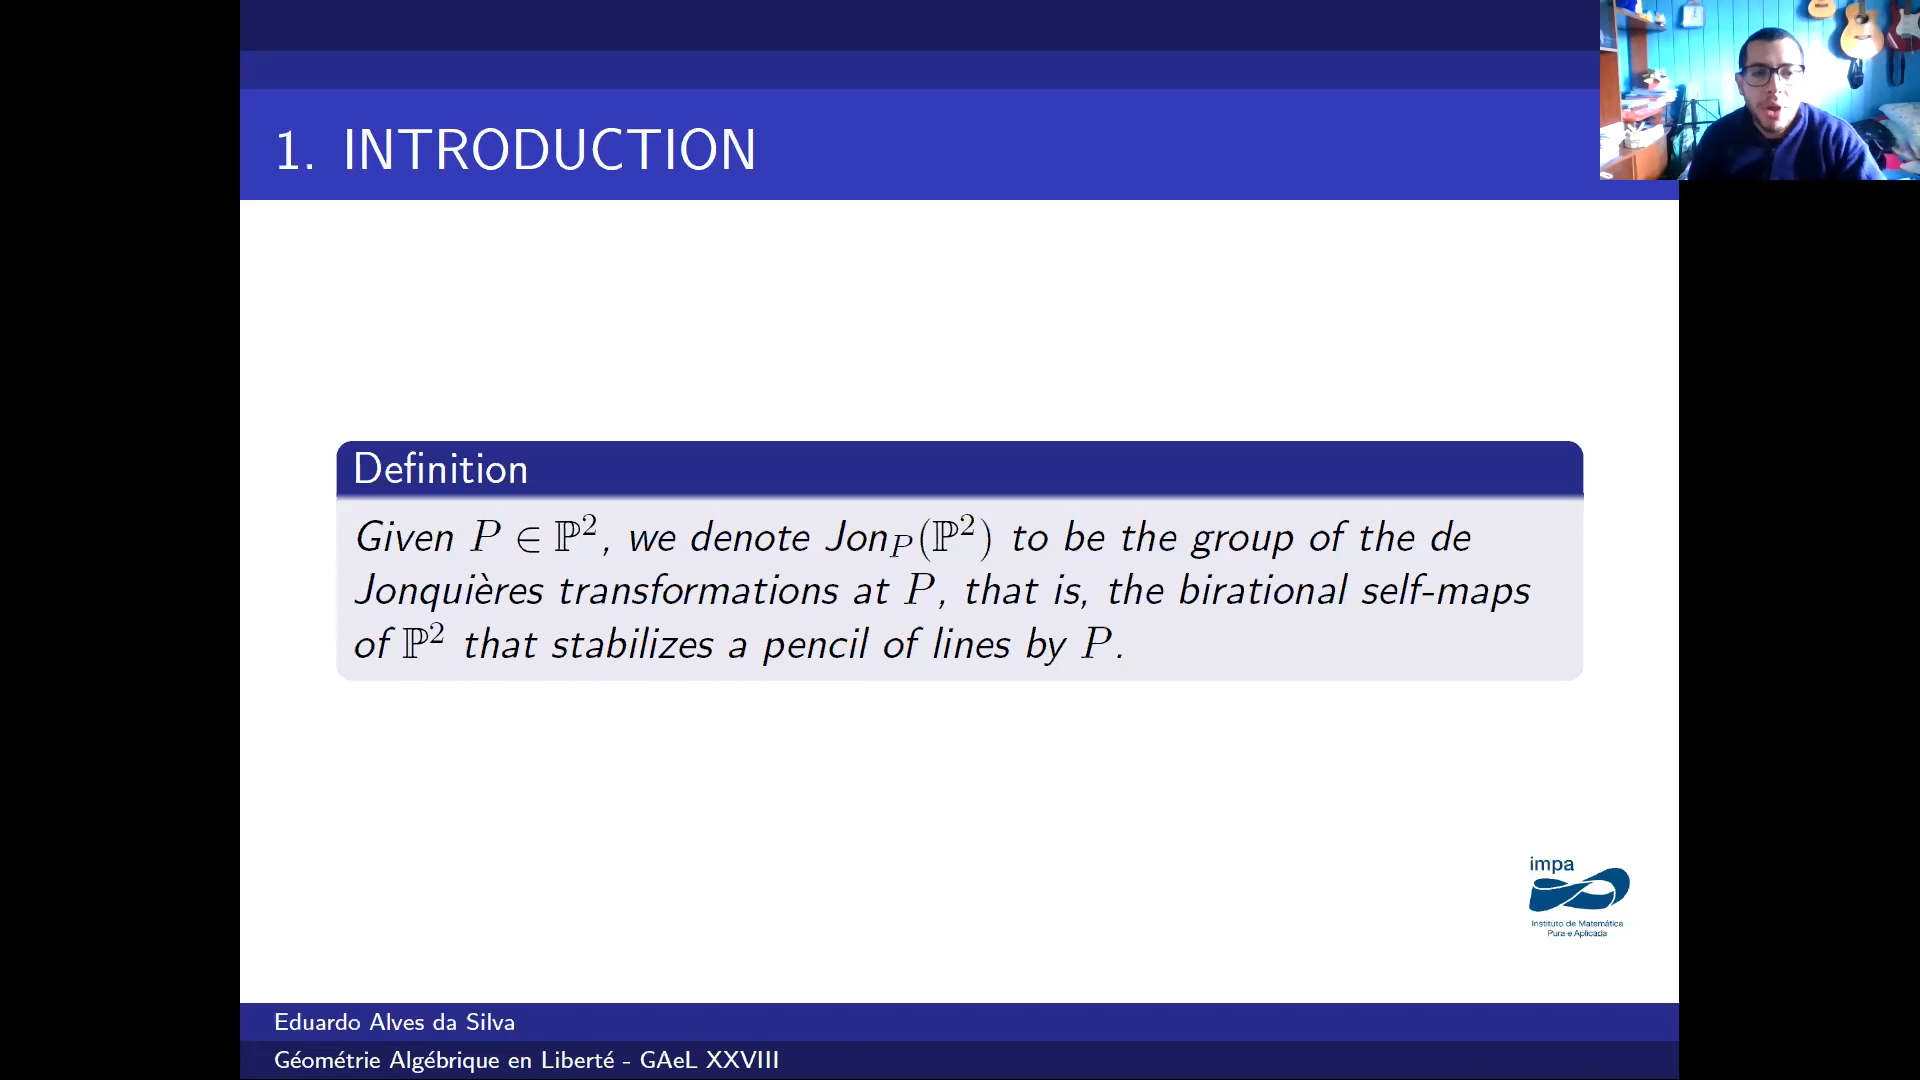 1. INTRODUCTION
Definition
Given P ∈ ℙ², we denote Jon_P(ℙ²) to be the group of the de
Jonquières transformations at P, that is, the birational self-maps
of ℙ² that stabilizes a pencil of lines by P.
impa
Instituto de Matemática
Pura e Aplicada
Eduardo Alves da Silva
Géométrie Algébrique en Liberté - GAeL XXVIII